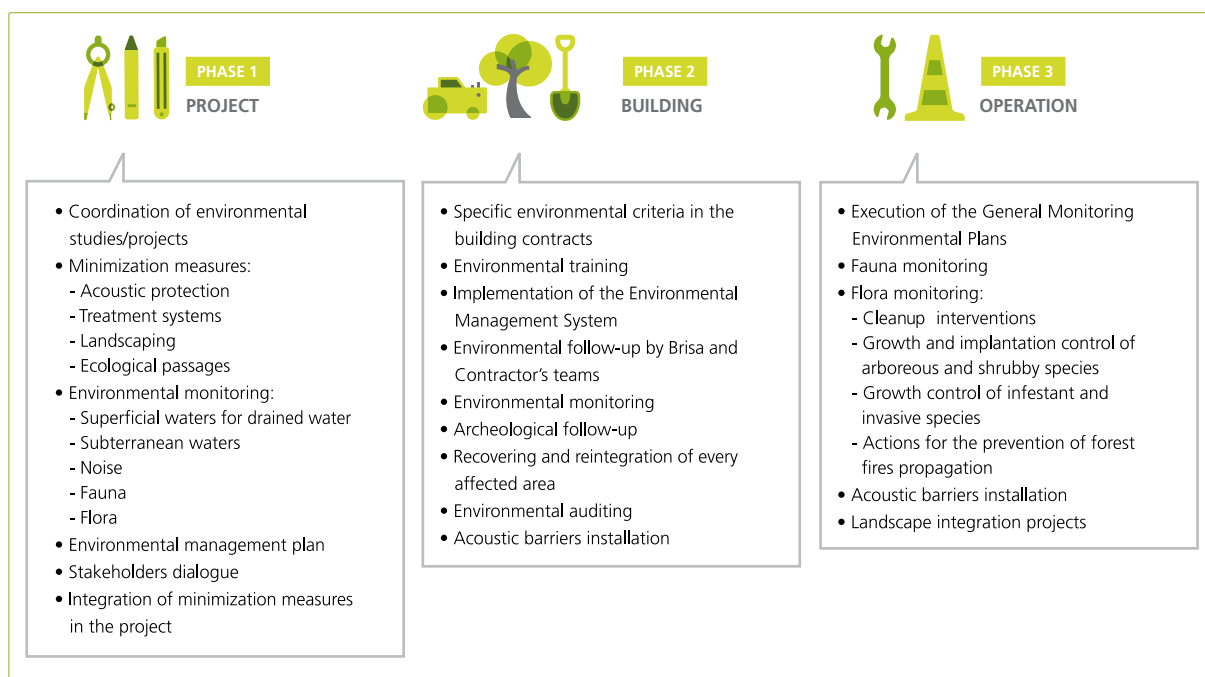 PHASE 1
PROJECT
• Coordination of environmental
studies/projects
• Minimization measures:
- Acoustic protection
- Treatment systems
- Landscaping
- Ecological passages
• Environmental monitoring:
- Superficial waters for drained water
- Subterranean waters
- Noise
- Fauna
- Flora
• Environmental management plan
• Stakeholders dialogue
• Integration of minimization measures
in the project
PHASE 2
BUILDING
• Specific environmental criteria in the
building contracts
• Environmental training
• Implementation of the Environmental
Management System
• Environmental follow-up by Brisa and
Contractor's teams
• Environmental monitoring
• Archeological follow-up
• Recovering and reintegration of every
affected area
• Environmental auditing
• Acoustic barriers installation
PHASE 3
OPERATION
• Execution of the General Monitoring
Environmental Plans
• Fauna monitoring
• Flora monitoring:
- Cleanup interventions
- Growth and implantation control of
arboreous and shrubby species
- Growth control of infestant and
invasive species
- Actions for the prevention of forest
fires propagation
• Acoustic barriers installation
• Landscape integration projects